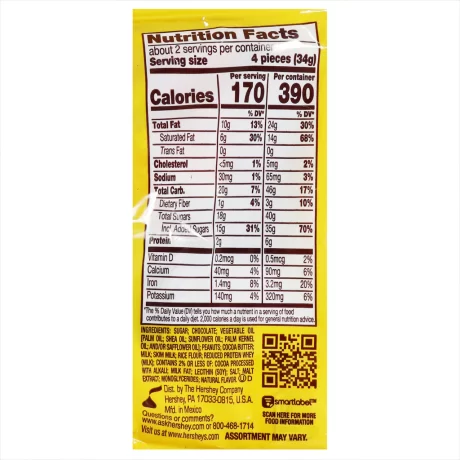 Nutrition Facts
about 2 servings per container
Serving size 4 pieces (34g)
Per serving Per container
Calories 170 390
% DV* % DV*
Total Fat 10g 13% 24g 30%
Saturated Fat 6g 30% 14g 68%
Trans Fat 0g 0g
Cholesterol <5mg 1% 5mg 2%
Sodium 30mg 1% 65mg 3%
Total Carb. 20g 7% 46g 17%
Dietary Fiber 1g 4% 3g 10%
Total Sugars 18g 40g
Incl. Added Sugars 15g 31% 35g 70%
Protein 2g 6g
Vitamin D 0.2mcg 0% 0.5mcg 2%
Calcium 40mg 4% 90mg 6%
Iron 1.4mg 8% 3.2mg 20%
Potassium 140mg 4% 320mg 6%
*The % Daily Value (DV) tells you how much a nutrient in a serving of food
contributes to a daily diet. 2,000 calories a day is used for general nutrition advice.
INGREDIENTS: SUGAR; CHOCOLATE; VEGETABLE OIL
[PALM OIL; SHEA OIL; SUNFLOWER OIL; PALM KERNEL
OIL; AND/OR SAFFLOWER OIL]; PEANUTS; COCOA BUTTER;
MILK; SKIM MILK; RICE FLOUR; REDUCED PROTEIN WHEY
(MILK); CONTAINS 2% OR LESS OF: COCOA PROCESSED
WITH ALKALI; MILK FAT; LECITHIN (SOY); SALT; MALT
EXTRACT; MONOGLYCERIDES; NATURAL FLAVOR. U D
Dist. by The Hershey Company
Hershey, PA 17033-0815, U.S.A.
Mfd. in Mexico
Questions or comments?
www.askhershey.com or 800-468-1714
Visit us at www.hersheys.com
ASSORTMENT MAY VARY.
smartlabel™
SCAN HERE FOR MORE
FOOD INFORMATION